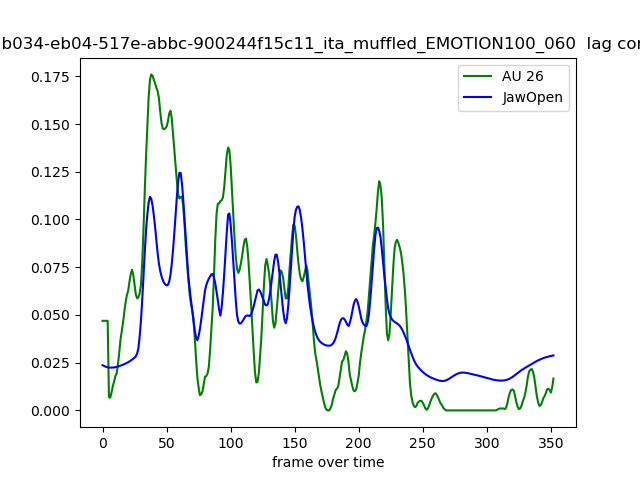 b034-eb04-517e-abbc-900244f15c11_ita_muffled_EMOTION100_060 lag cor
AU 26
JawOpen
0.175
0.150
0.125
0.100
0.075
0.050
0.025
0.000
0 50 100 150 200 250 300 350
frame over time